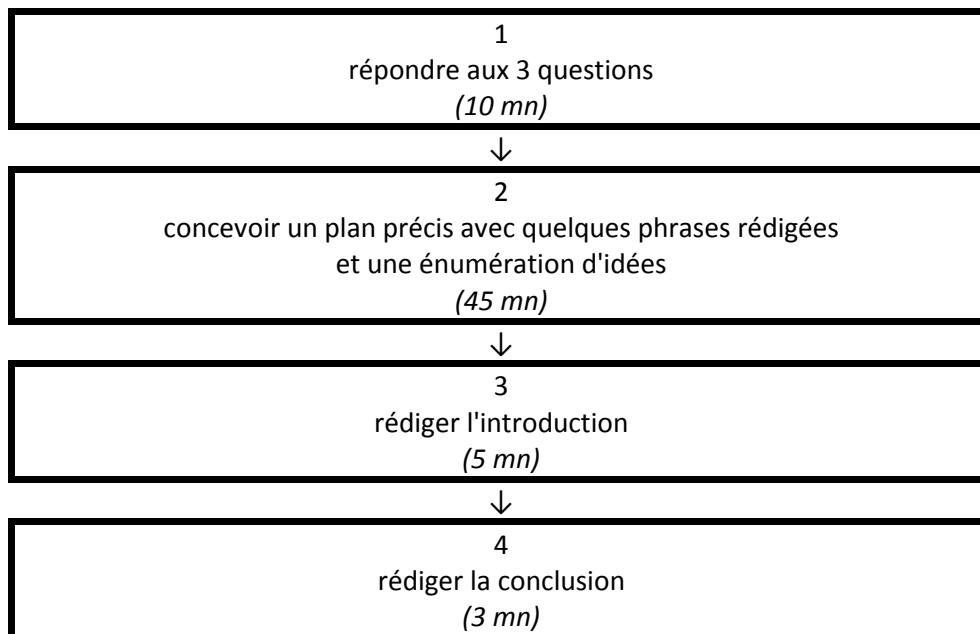 1
répondre aux 3 questions
(10 mn)
↓
2
concevoir un plan précis avec quelques phrases rédigées
et une énumération d'idées
(45 mn)
↓
3
rédiger l'introduction
(5 mn)
↓
4
rédiger la conclusion
(3 mn)